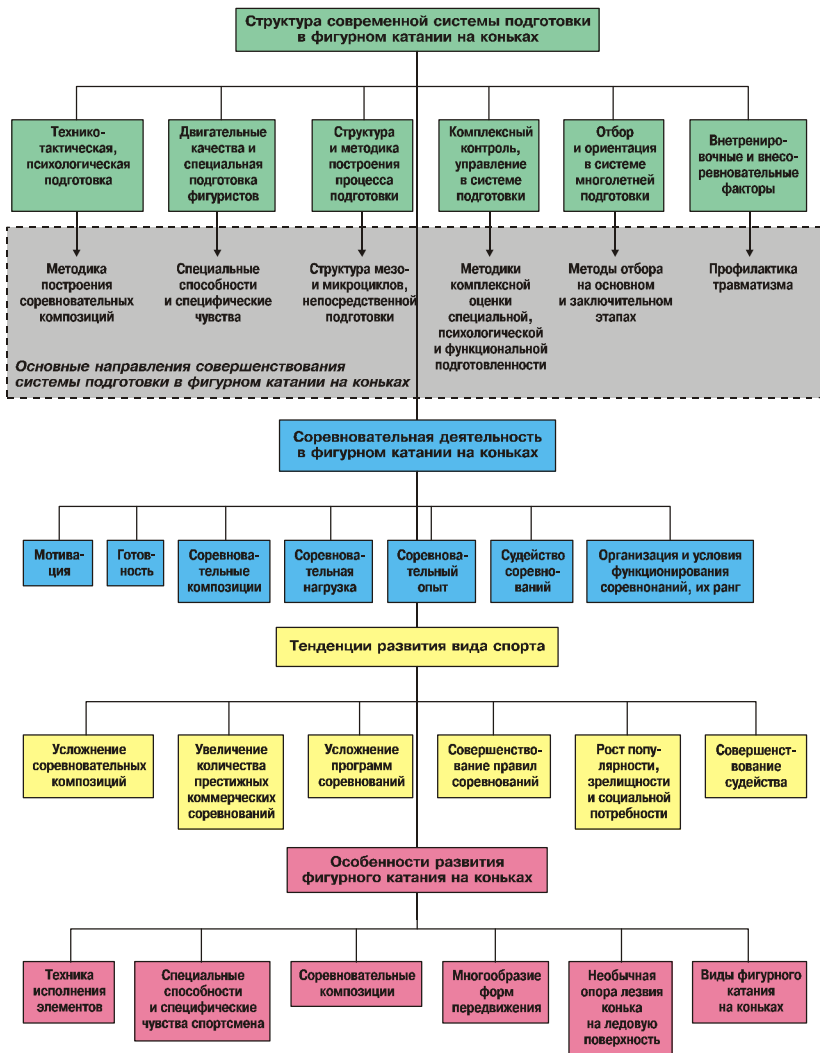 Структура современной системы подготовки
в фигурном катании на коньках
Технико-
тактическая,
психологическая
подготовка
Двигательные
качества и
специальная
подготовка
фигуристов
Структура
и методика
построения
процесса
подготовки
Комплексный
контроль,
управление
в системе
подготовки
Отбор
и ориентация
в системе
многолетней
подготовки
Внетрениро-
вочные и внесо-
ревновательные
факторы
Методика
построения
соревновательных
композиций
Специальные
способности
и специфические
чувства
Структура мезо-
и микроциклов,
непосредственной
подготовки
Методики
комплексной
оценки
специальной,
психологической
и функциональной
подготовленности
Методы отбора
на основном
и заключительном
этапах
Профилактика
травматизма
Основные направления совершенствования
системы подготовки в фигурном катании на коньках
Соревновательная деятельность
в фигурном катании на коньках
Мотива-
ция
Готов-
ность
Соревнова-
тельные
композиции
Соревнова-
тельная
нагрузка
Соревнова-
тельный
опыт
Судейство
соревно-
ваний
Организация и условия
функционирования
соревнонаний, их ранг
Тенденции развития вида спорта
Усложнение
соревновательных
композиций
Увеличение
количества
престижных
коммерческих
соревнований
Усложнение
программ
соревнований
Совершенство-
вание правил
соревнований
Рост попу-
лярности,
зрелищности
и социальной
потребности
Совершенст-
вование
судейства
Особенности развития
фигурного катания на коньках
Техника
исполнения
элементов
Специальные
способности
и специфические
чувства спортсмена
Соревновательные
композиции
Многообразие
форм
передвижения
Необычная
опора лезвия
конька
на ледовую
поверхность
Виды фигурного
катания
на коньках